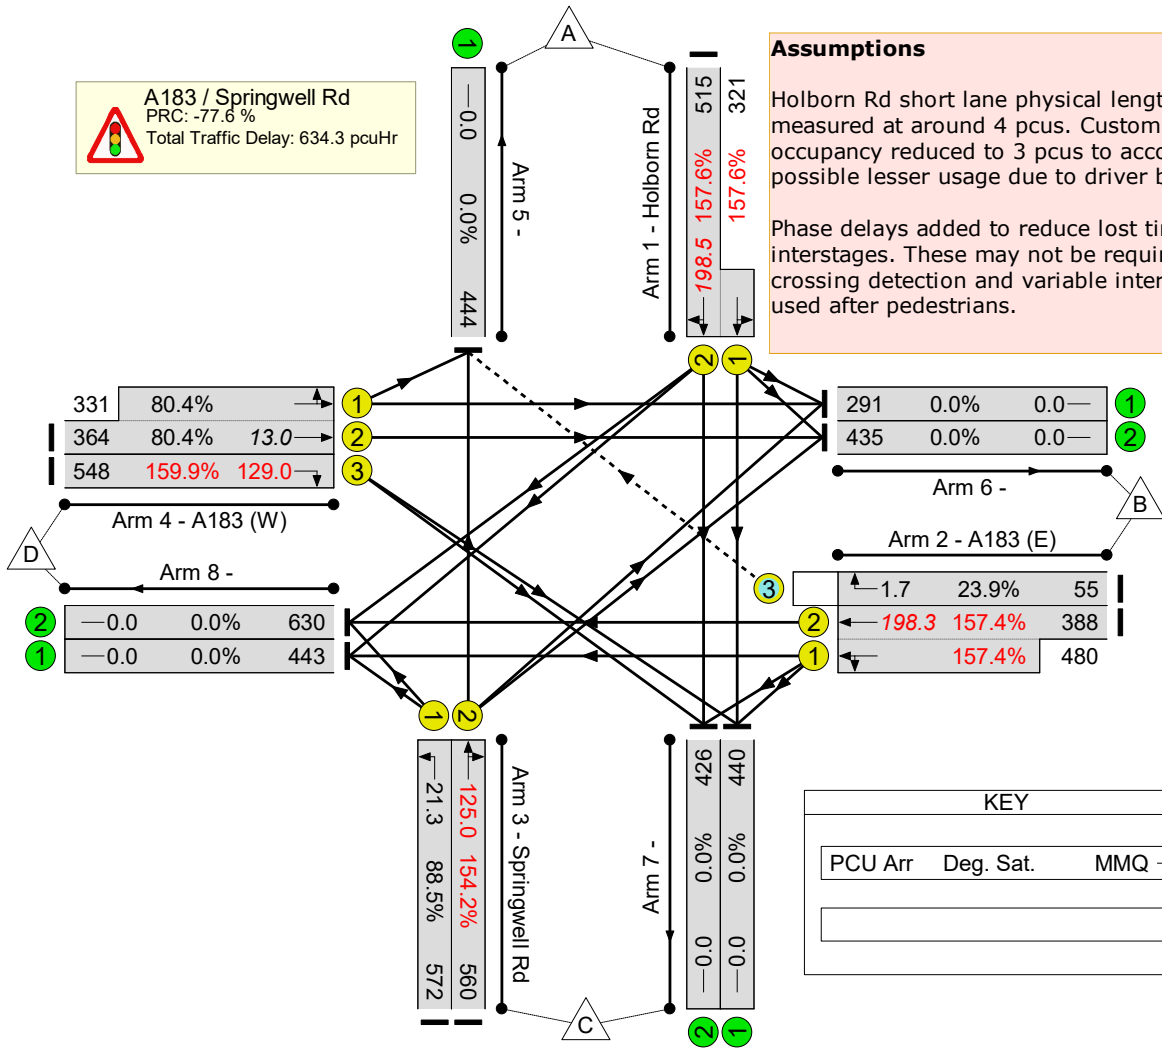 A183 / Springwell Rd
PRC: -77.6 %
Total Traffic Delay: 634.3 pcuHr
A
1
0.0
0.0%
444
Arm 5 -
Arm 1 - Holborn Rd
515
157.6%
198.5
321
157.6%
2
1
Assumptions
Holborn Rd short lane physical lengt
measured at around 4 pcus. Custom
occupancy reduced to 3 pcus to acco
possible lesser usage due to driver b
Phase delays added to reduce lost ti
interstages. These may not be requi
crossing detection and variable inter
used after pedestrians.
331 80.4% 1
364 80.4% 13.0 2
548 159.9% 129.0 3
Arm 4 - A183 (W)
D
Arm 8 -
2 0.0 0.0% 630
1 0.0 0.0% 443
291 0.0% 0.0 1
435 0.0% 0.0 2
Arm 6 -
B
Arm 2 - A183 (E)
3 1.7 23.9% 55
2 198.3 157.4% 388
1 157.4% 480
1
2
21.3
88.5%
572
125.0
154.2%
560
Arm 3 - Springwell Rd
C
Arm 7 -
426
0.0%
0.0
2
440
0.0%
0.0
1
KEY
PCU Arr Deg. Sat. MMQ